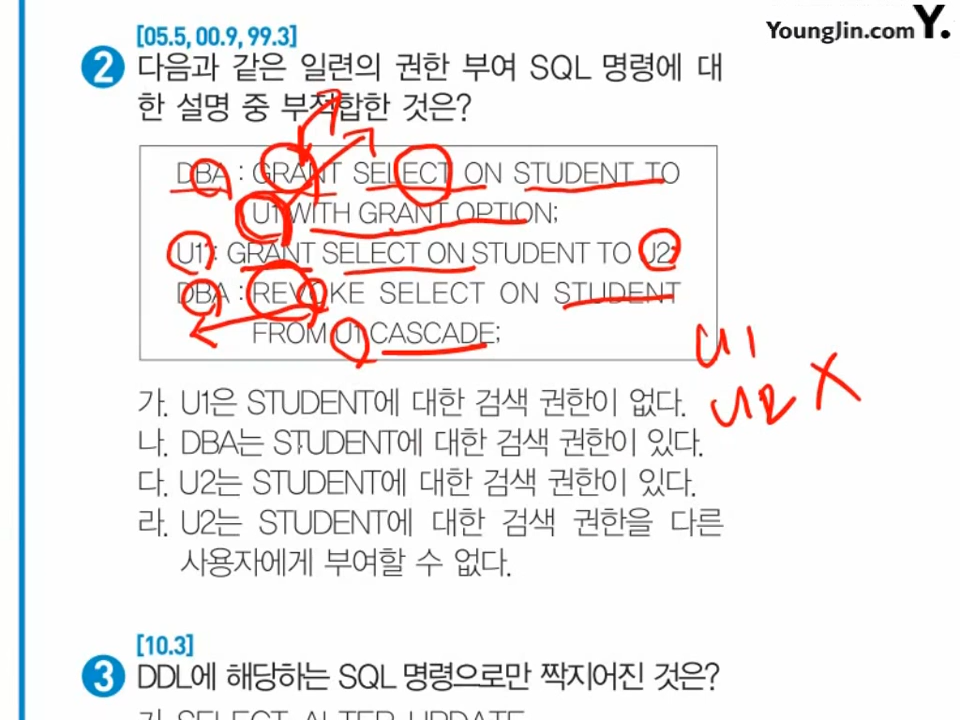 YoungJin.com Y.
[05.5, 00.9, 99.3]
2 다음과 같은 일련의 권한 부여 SQL 명령에 대
한 설명 중 부적합한 것은?
DBA : GRANT SELECT ON STUDENT TO
U1 WITH GRANT OPTION;
U1 : GRANT SELECT ON STUDENT TO U2;
DBA : REVOKE SELECT ON STUDENT
FROM U1 CASCADE;
U1
U2 X
가. U1은 STUDENT에 대한 검색 권한이 없다.
나. DBA는 STUDENT에 대한 검색 권한이 있다.
다. U2는 STUDENT에 대한 검색 권한이 있다.
라. U2는 STUDENT에 대한 검색 권한을 다른
사용자에게 부여할 수 없다.
[10.3]
3 DDL에 해당하는 SQL 명령으로만 짝지어진 것은?
가. SELECT, ALTER, UPDATE